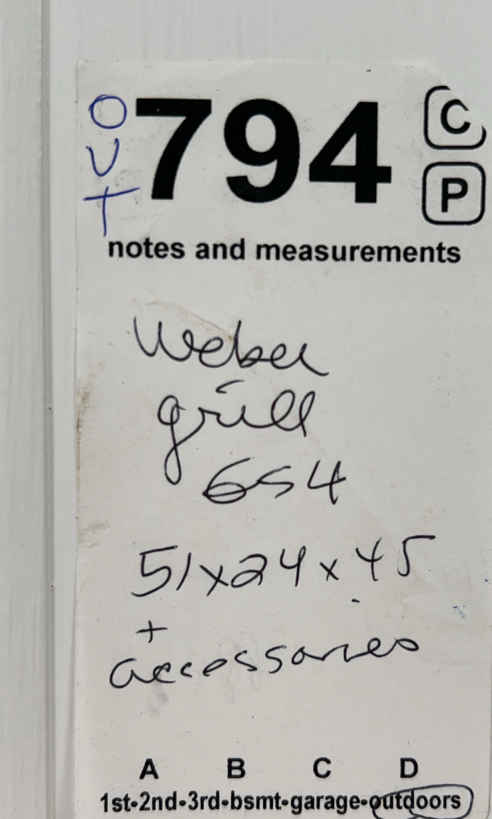 OUT
794 C
P
notes and measurements
Weber
grill
654
51x24x45
+
accessories
A B C D
1st-2nd-3rd-bsmt-garage-outdoors